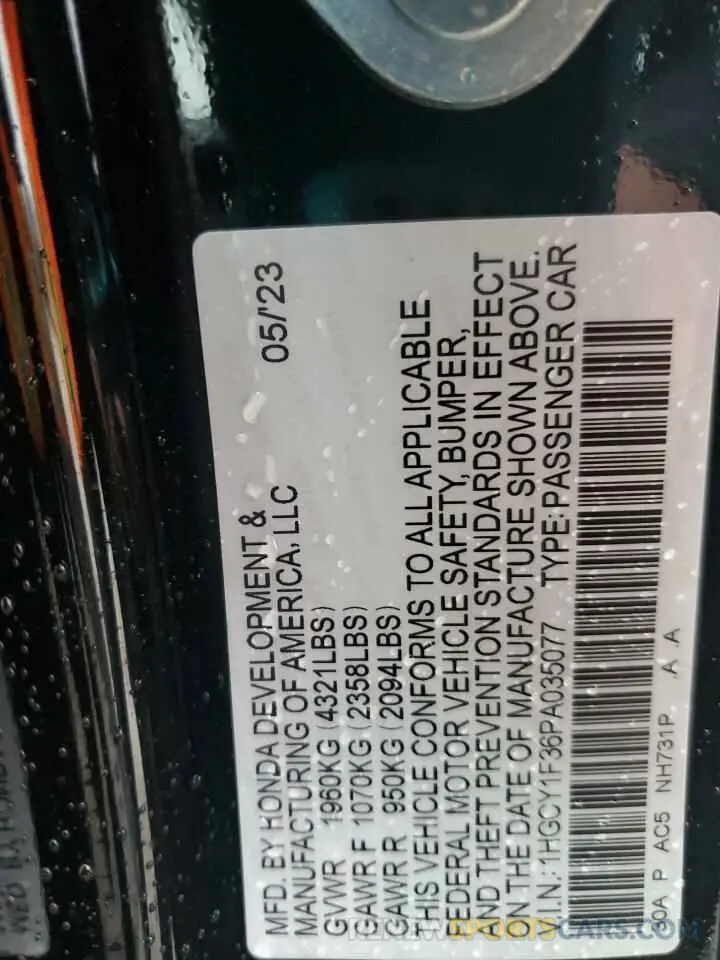 MFD. BY HONDA DEVELOPMENT & 05/'23
MANUFACTURING OF AMERICA, LLC
GVWR 1960KG (4321LBS)
GAWR F 1070KG (2358LBS)
GAWR R 950KG (2094LBS)
THIS VEHICLE CONFORMS TO ALL APPLICABLE
FEDERAL MOTOR VEHICLE SAFETY, BUMPER,
AND THEFT PREVENTION STANDARDS IN EFFECT
ON THE DATE OF MANUFACTURE SHOWN ABOVE.
V.I.N.: 1HGCY1F36PA035077 TYPE: PASSENGER CAR
P AC5 NH731P A A
SPORTSCARS.COM